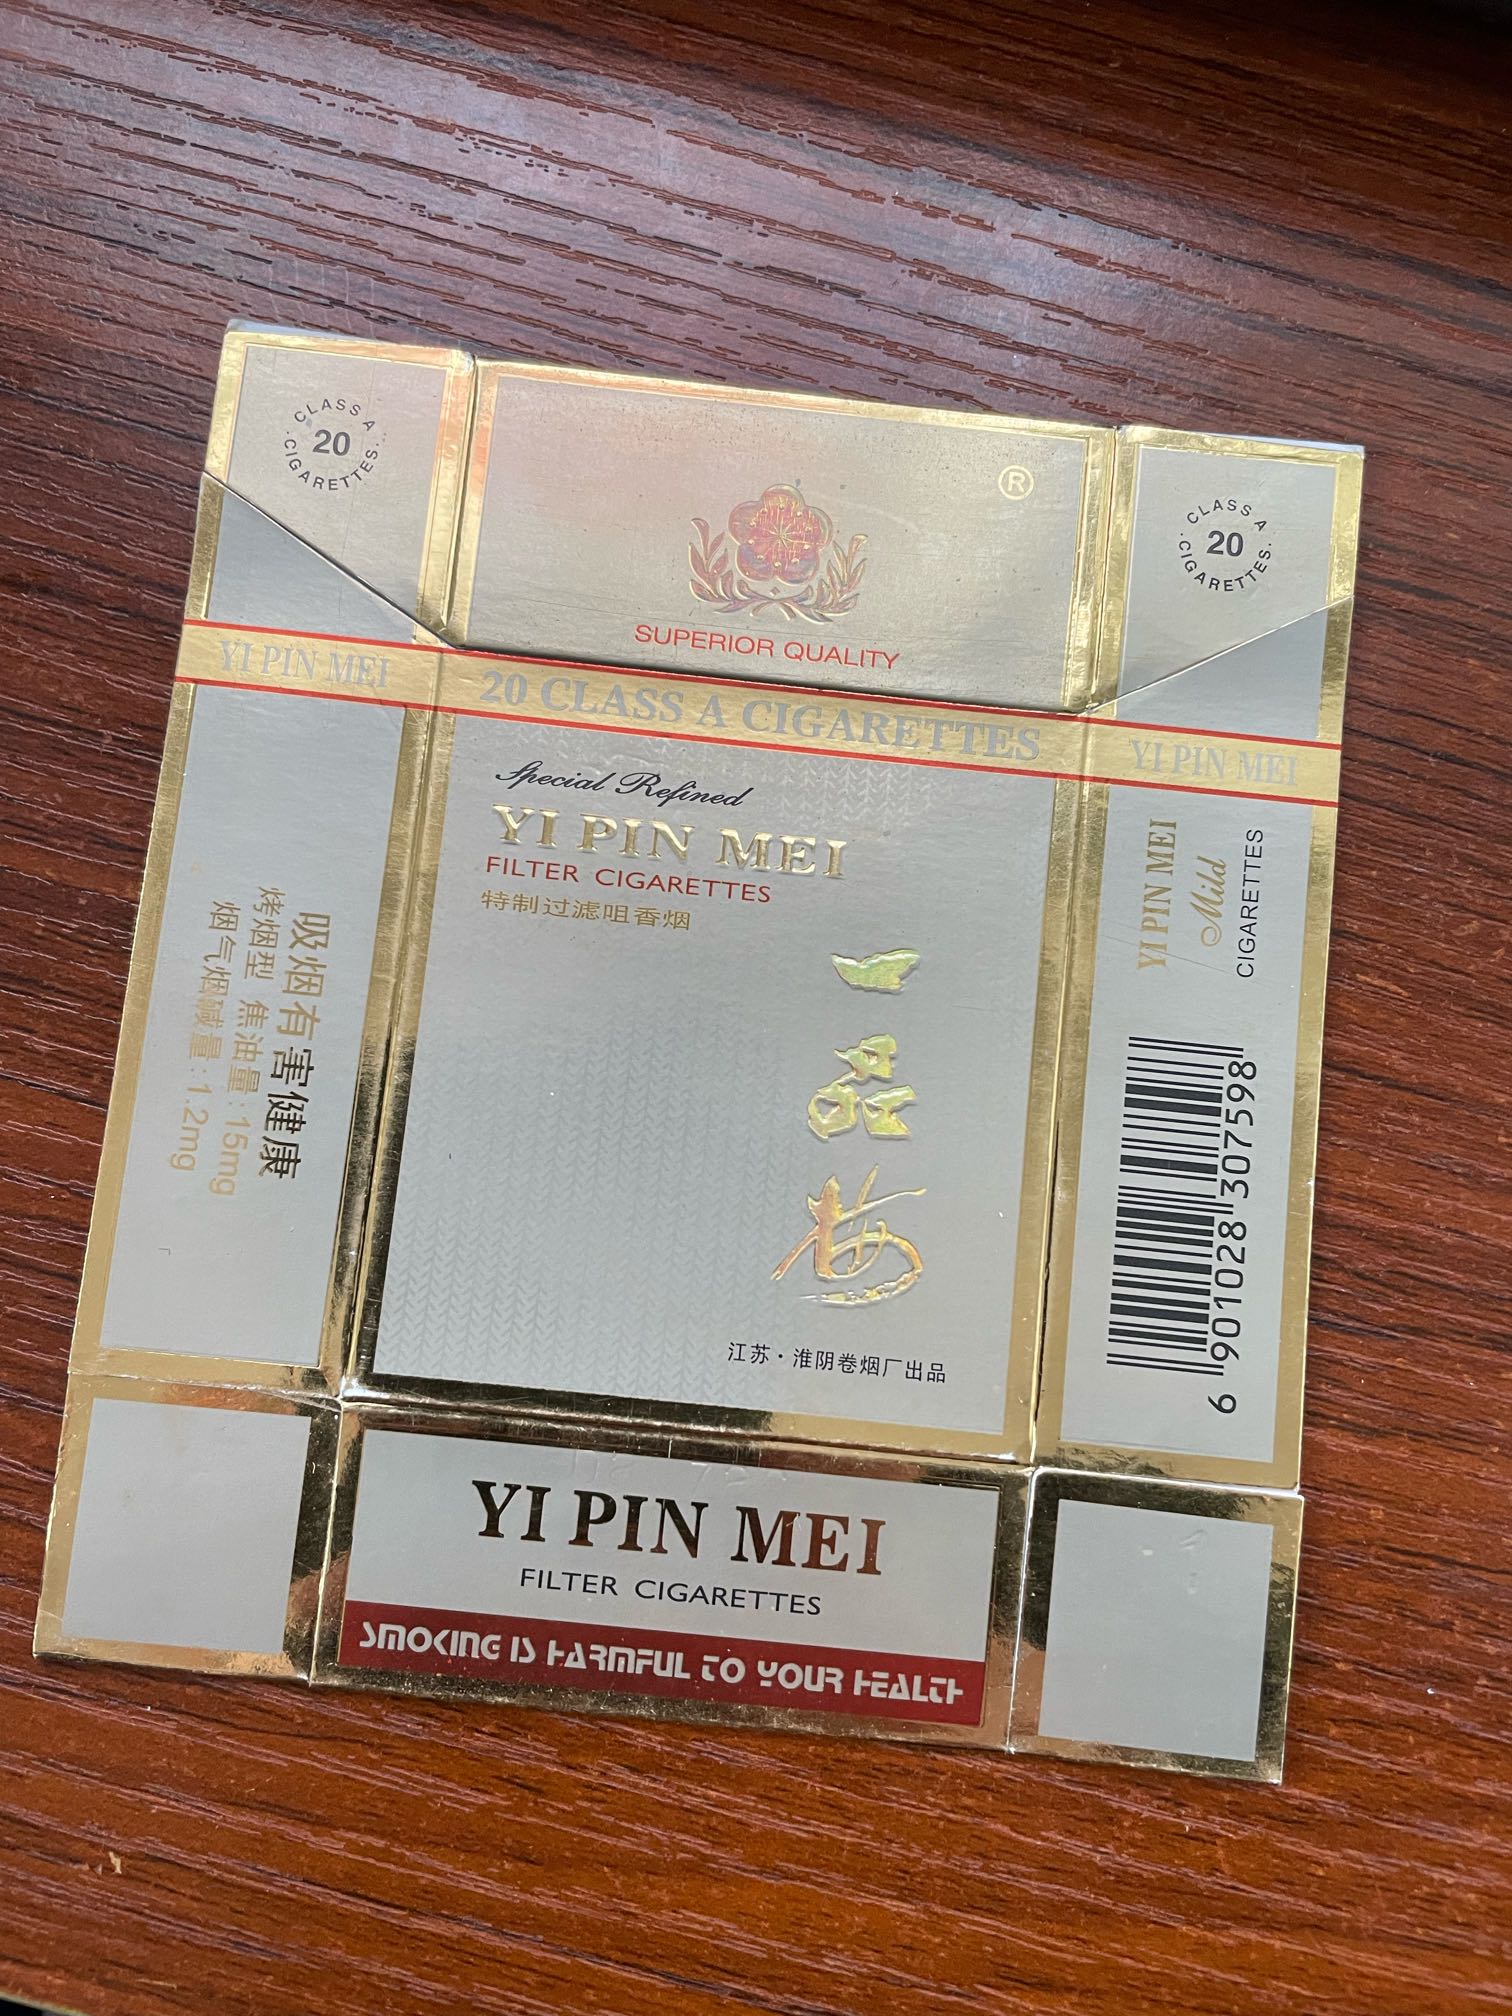 CLASS A
20
CIGARETTES
®
SUPERIOR QUALITY
CLASS A
20
CIGARETTES
YI PIN MEI
20 CLASS A CIGARETTES
YI PIN MEI
吸烟有害健康
烤烟型 焦油量:15mg
烟气烟碱量:1.2mg
Special Refined
YI PIN MEI
FILTER CIGARETTES
特制过滤咀香烟
一品梅
江苏·淮阴卷烟厂出品
YI PIN MEI
Mild
CIGARETTES
6 901028 307598
YI PIN MEI
FILTER CIGARETTES
SMOKING IS HARMFUL TO YOUR HEALTH